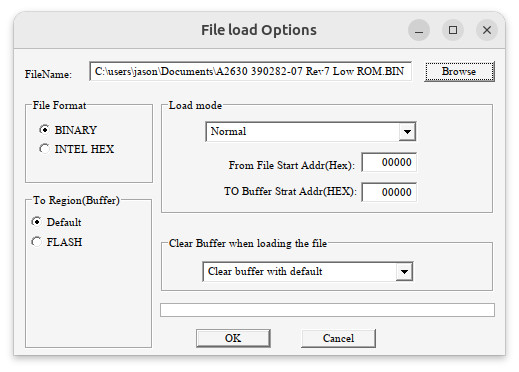 File load Options
FileName:
C:\users\jason\Documents\A2630 390282-07 Rev7 Low ROM.BIN
Browse
File Format
BINARY
INTEL HEX
Load mode
Normal
From File Start Addr(Hex):
00000
TO Buffer Strat Addr(HEX):
00000
To Region(Buffer)
Default
FLASH
Clear Buffer when loading the file
Clear buffer with default
OK
Cancel